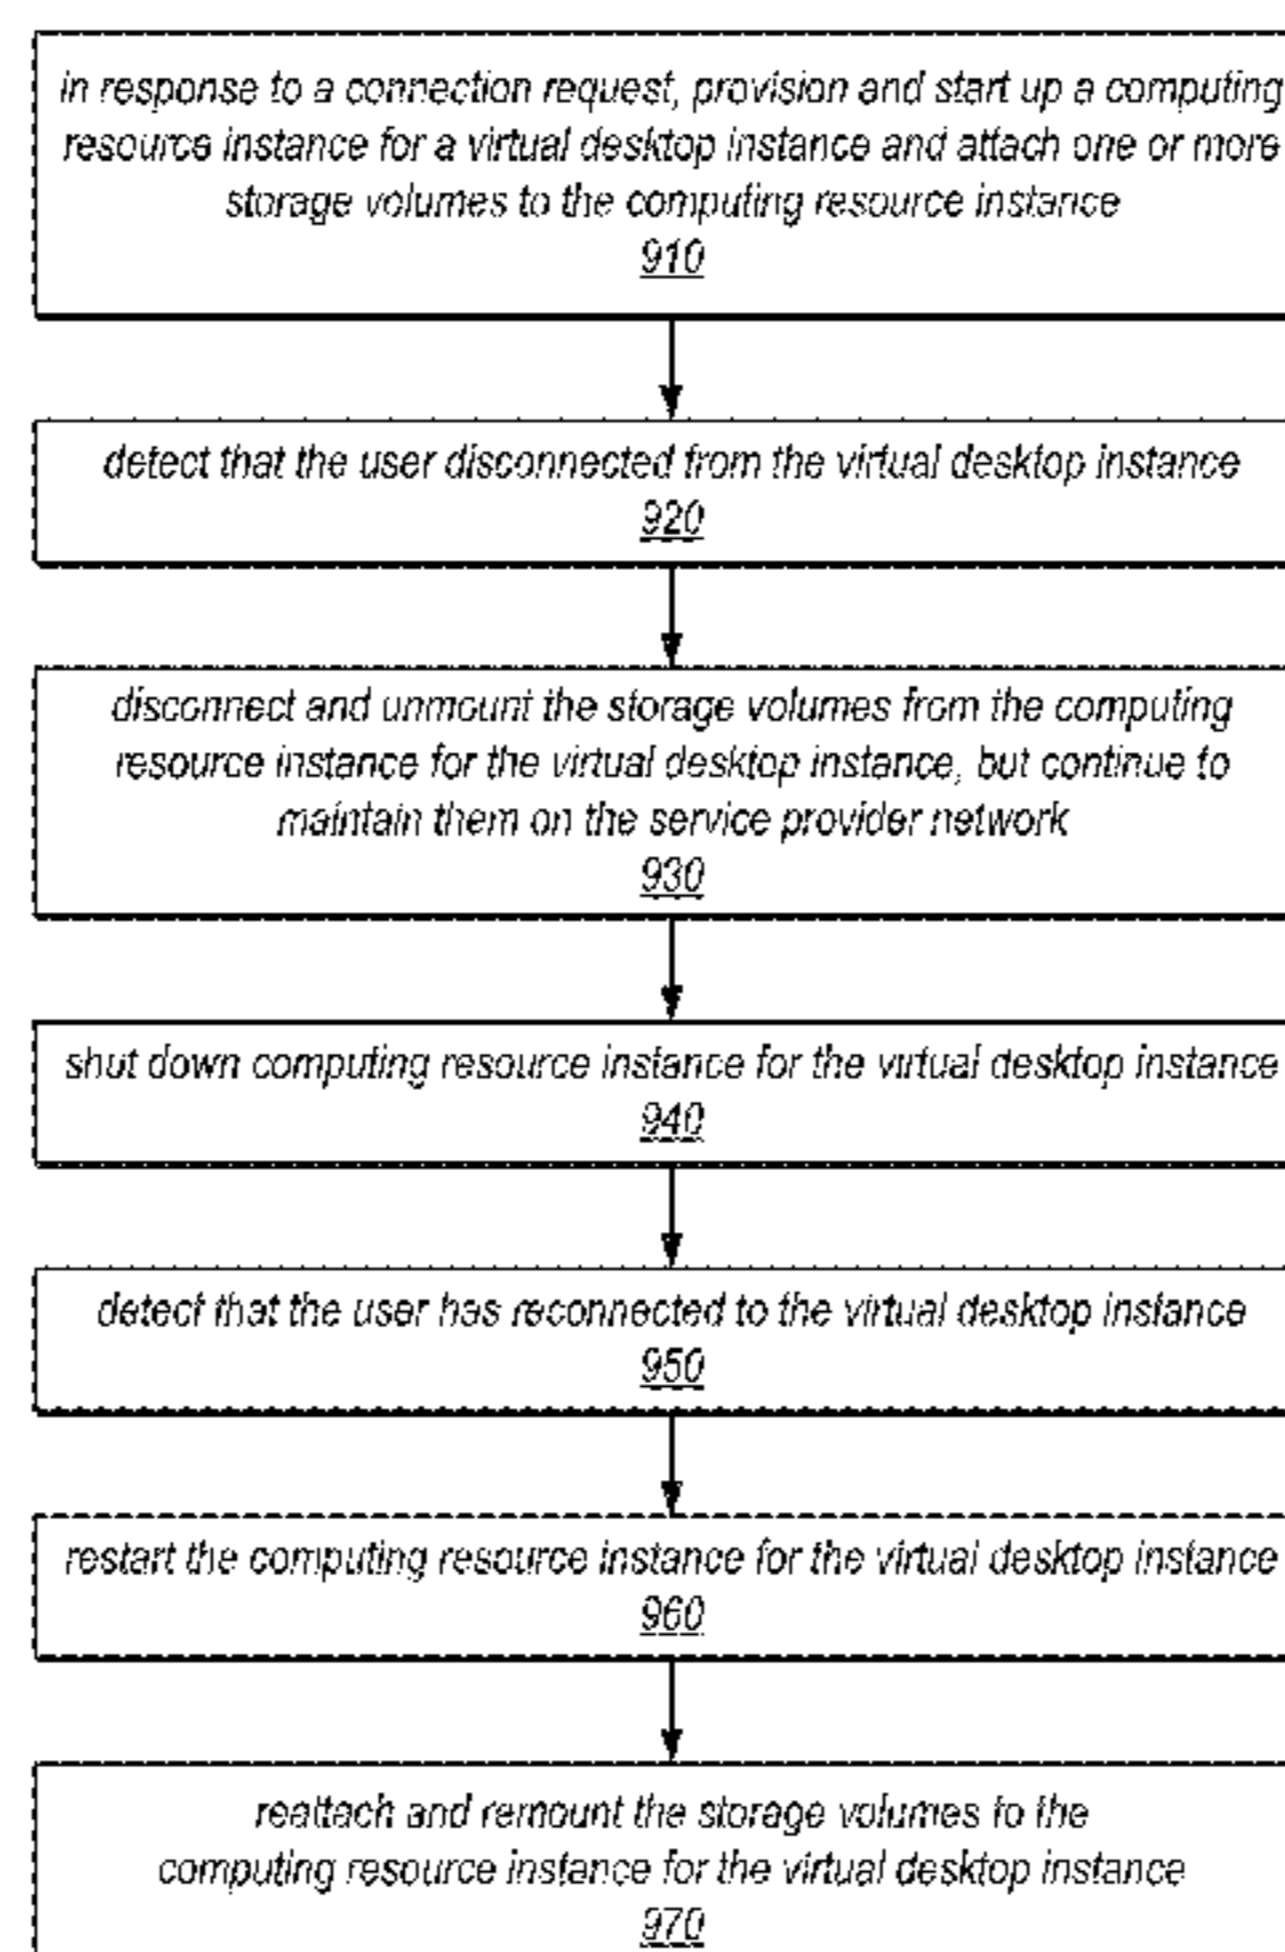 in response to a connection request, provision and start up a computing
resource instance for a virtual desktop instance and attach one or more
storage volumes to the computing resource instance
910
detect that the user disconnected from the virtual desktop instance
920
disconnect and unmount the storage volumes from the computing
resource instance for the virtual desktop instance, but continue to
maintain them on the service provider network
930
shut down computing resource instance for the virtual desktop instance
940
detect that the user has reconnected to the virtual desktop instance
950
restart the computing resource instance for the virtual desktop instance
960
reattach and remount the storage volumes to the
computing resource instance for the virtual desktop instance
970